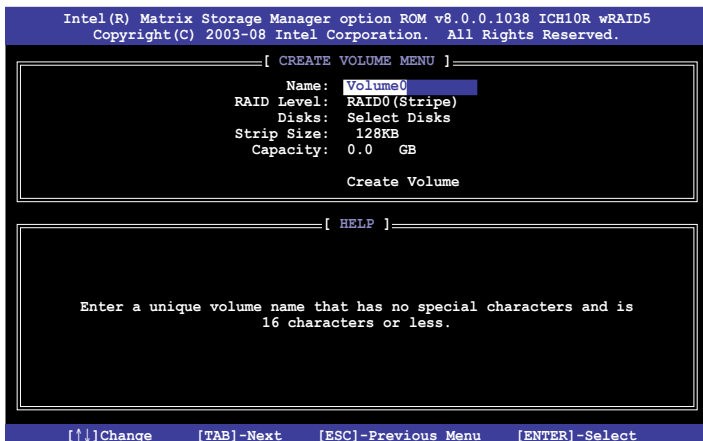 Intel(R) Matrix Storage Manager option ROM v8.0.0.1038 ICH10R wRAID5
Copyright(C) 2003-08 Intel Corporation. All Rights Reserved.
[ CREATE VOLUME MENU ]
Name: Volume0
RAID Level: RAID0(Stripe)
Disks: Select Disks
Strip Size: 128KB
Capacity: 0.0 GB
Create Volume
[ HELP ]
Enter a unique volume name that has no special characters and is
16 characters or less.
[↑↓]Change [TAB]-Next [ESC]-Previous Menu [ENTER]-Select